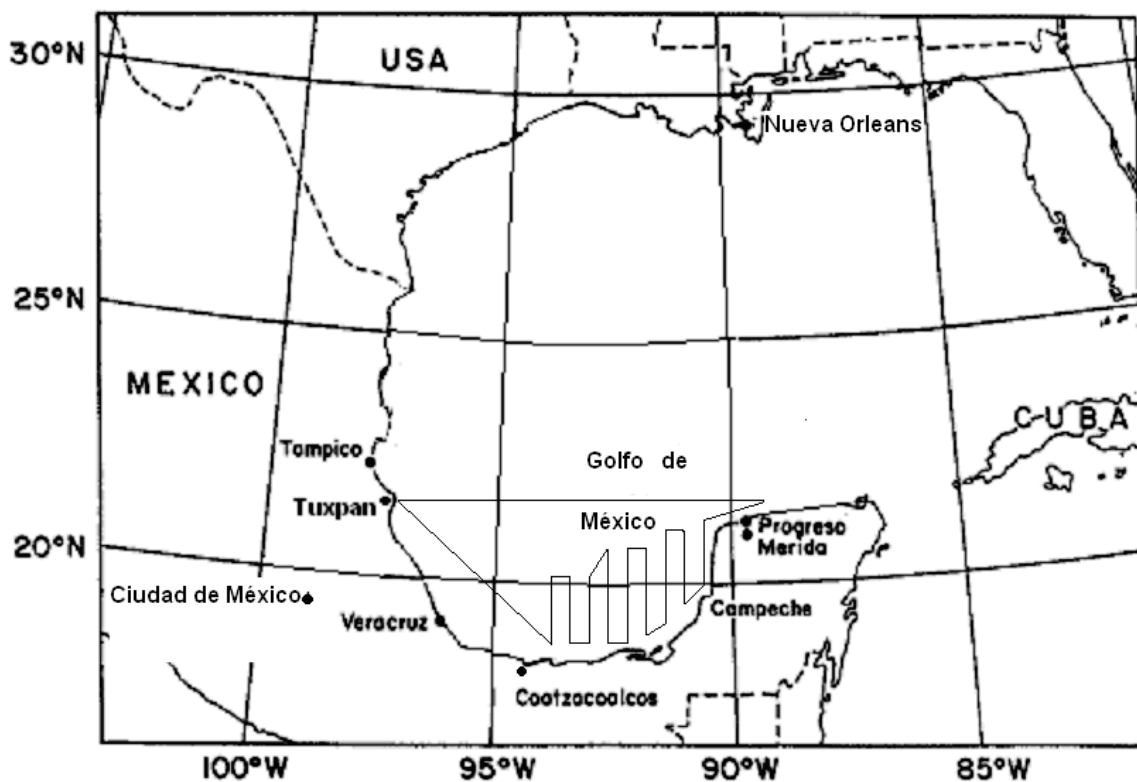 30°N
USA
Nueva Orleans
25°N
MEXICO
CUBA
Tampico
Golfo de
Tuxpan
México
Progreso
Merida
20°N
Ciudad de México
Veracruz
Campeche
Coatzacoalcos
100°W
95°W
90°W
85°W